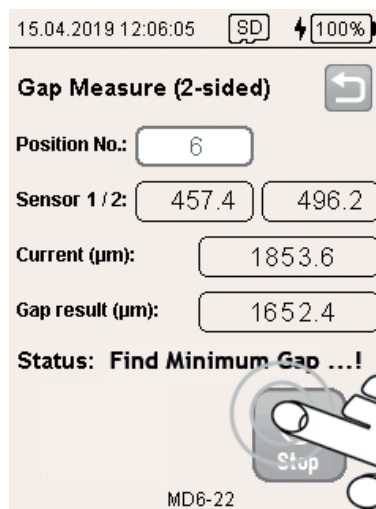 15.04.2019 12:06:05 SD 100%
Gap Measure (2-sided)
Position No.: 6
Sensor 1 / 2: 457.4 496.2
Current (µm): 1853.6
Gap result (µm): 1652.4
Status: Find Minimum Gap ...!
Stop
MD6-22